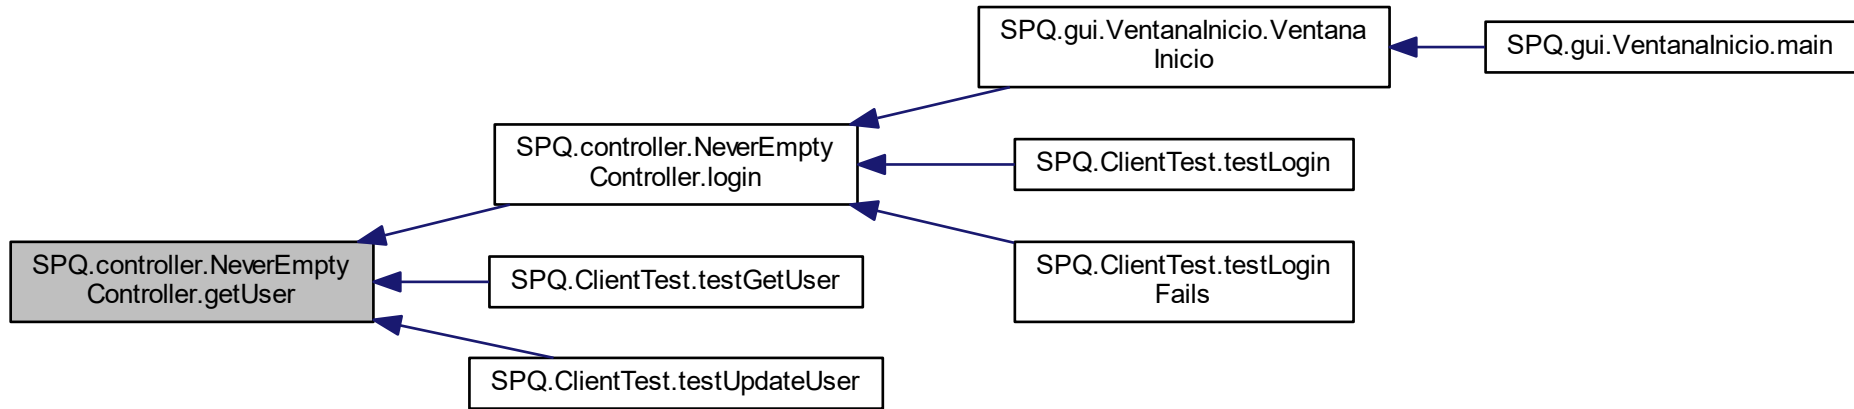 SPQ.gui.VentanaInicio.Ventana
Inicio
SPQ.gui.VentanaInicio.main
SPQ.controller.NeverEmpty
Controller.login
SPQ.ClientTest.testLogin
SPQ.controller.NeverEmpty
Controller.getUser
SPQ.ClientTest.testGetUser
SPQ.ClientTest.testLogin
Fails
SPQ.ClientTest.testUpdateUser